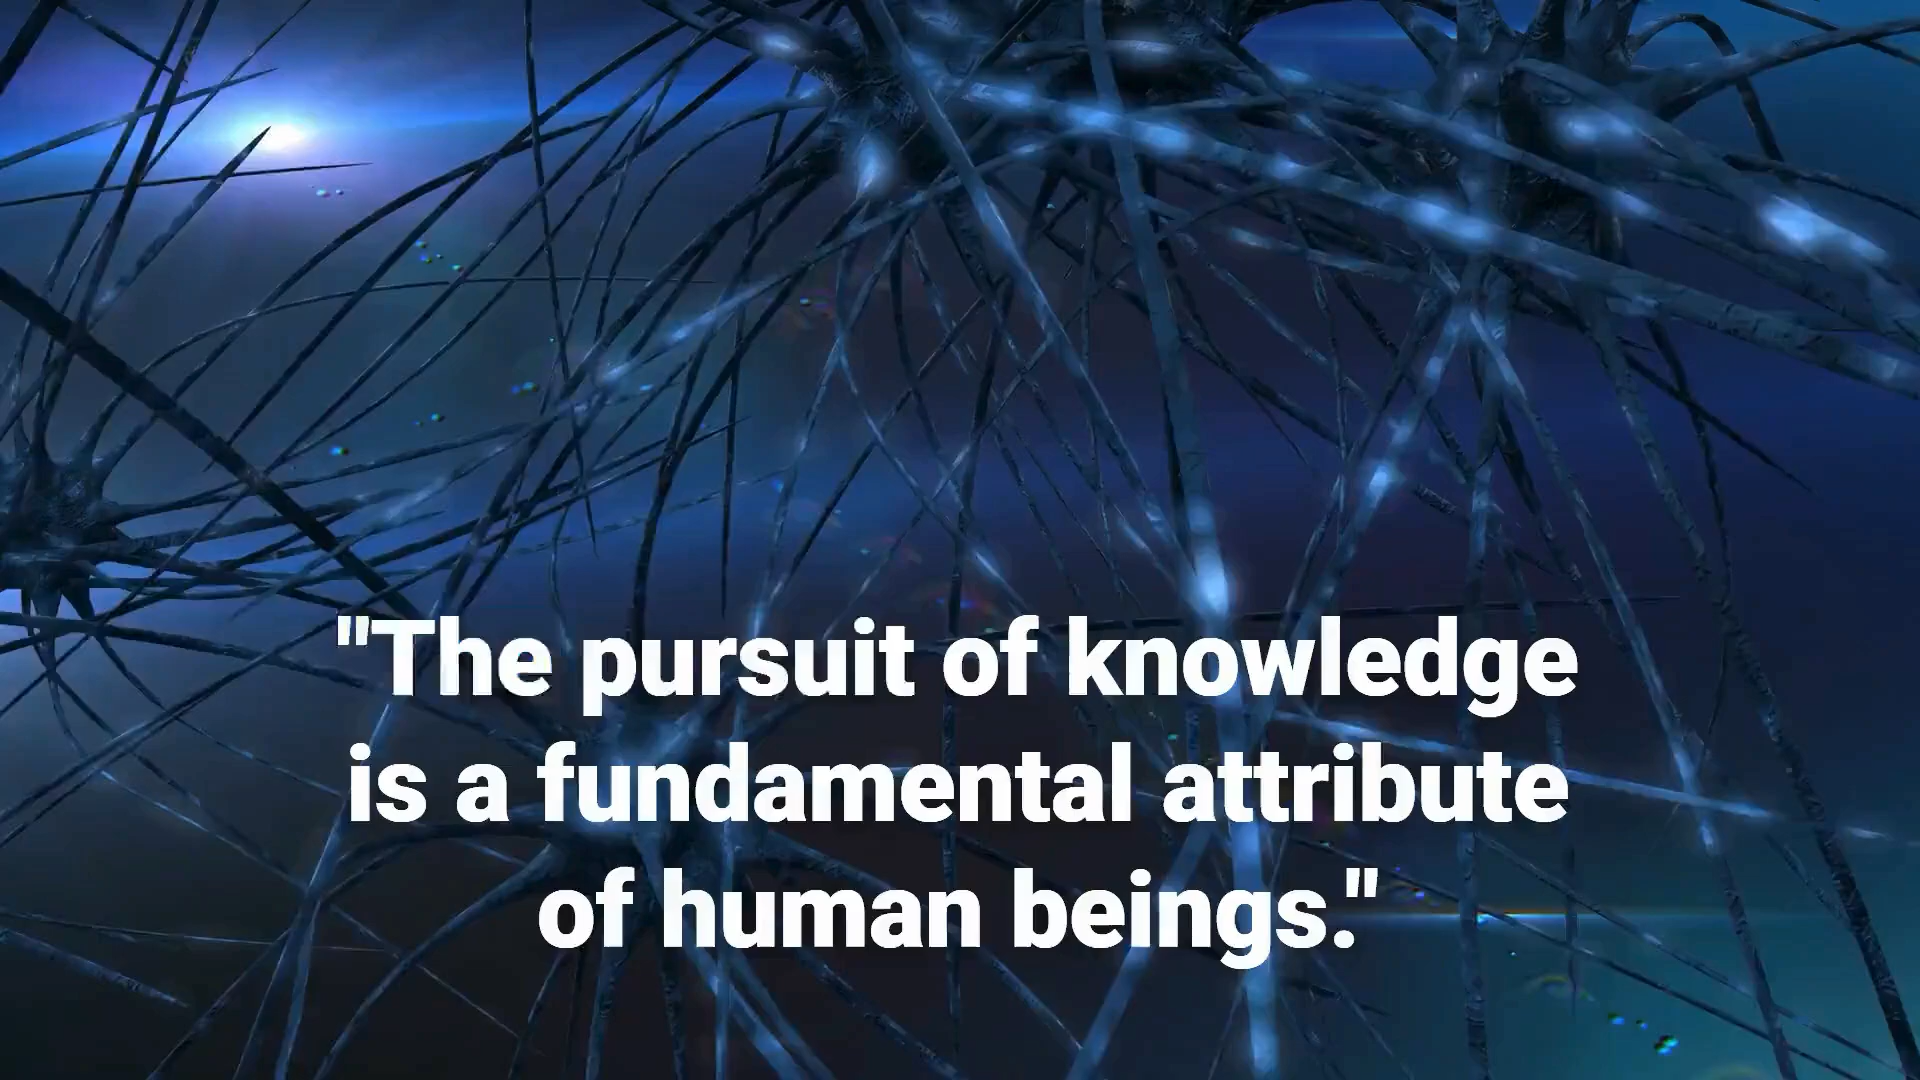 "The pursuit of knowledge
is a fundamental attribute
of human beings."